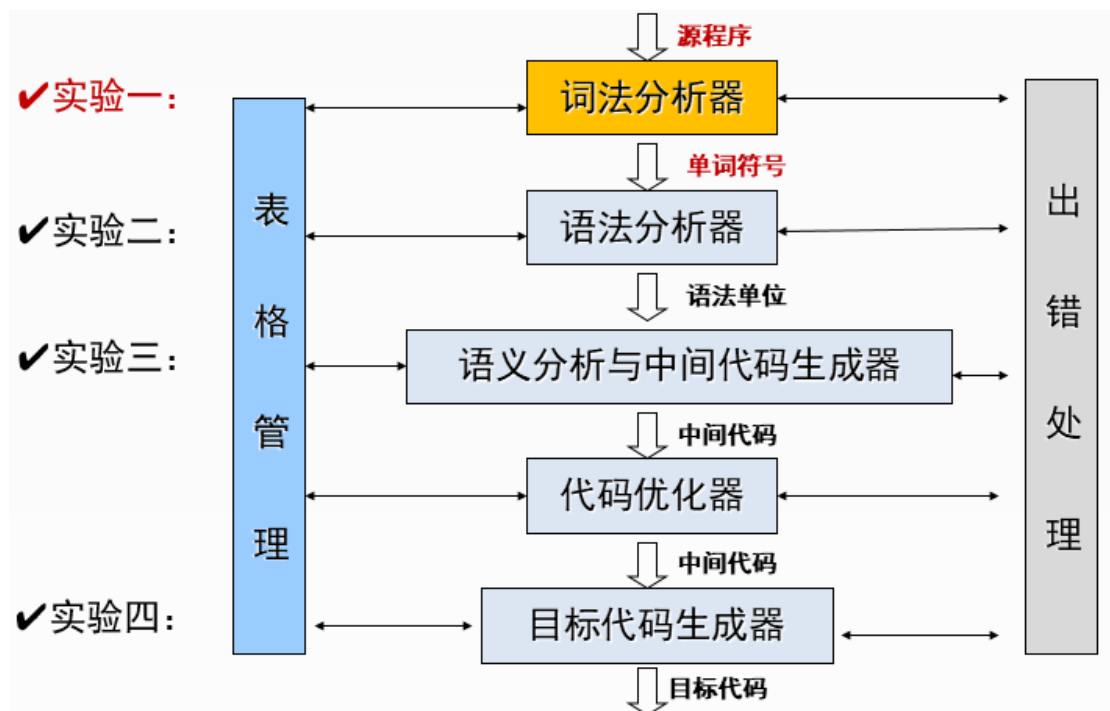 源程序
✔实验一：
词法分析器
单词符号
✔实验二：
语法分析器
语法单位
✔实验三：
语义分析与中间代码生成器
中间代码
代码优化器
中间代码
✔实验四：
目标代码生成器
目标代码
表格管理
出错处理